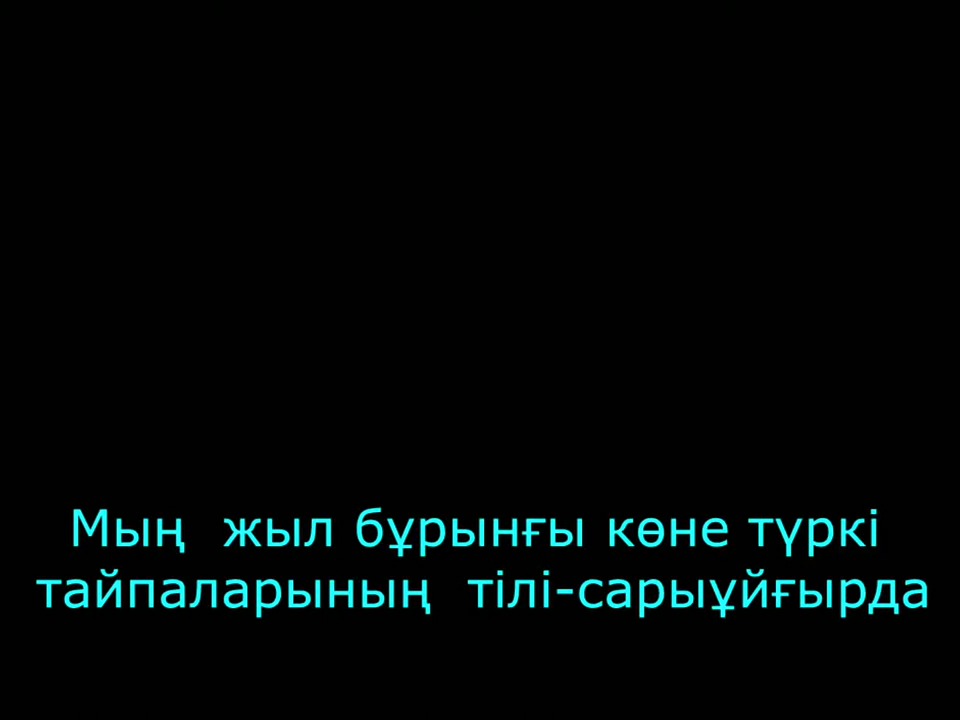 Мың жыл бұрынғы көне түркі
тайпаларының тілі-сарыұйғырда